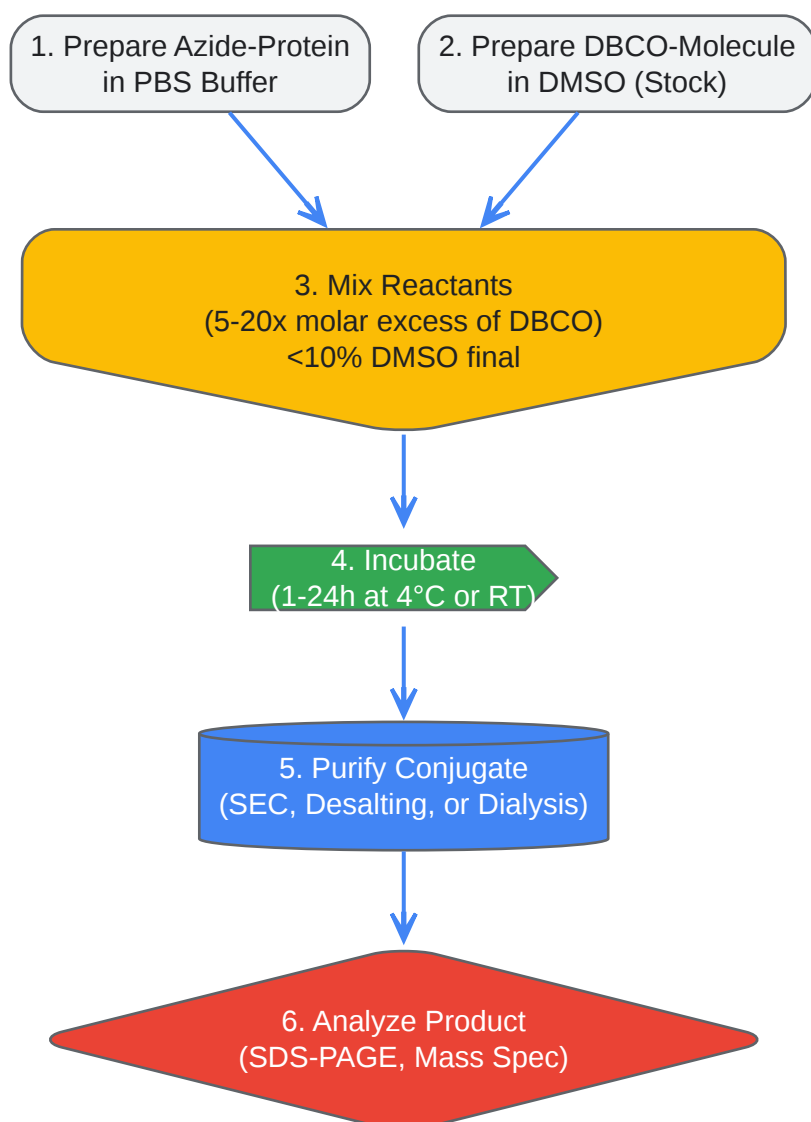 1. Prepare Azide-Protein
in PBS Buffer
2. Prepare DBCO-Molecule
in DMSO (Stock)
3. Mix Reactants
(5-20x molar excess of DBCO)
<10% DMSO final
4. Incubate
(1-24h at 4°C or RT)
5. Purify Conjugate
(SEC, Desalting, or Dialysis)
6. Analyze Product
(SDS-PAGE, Mass Spec)